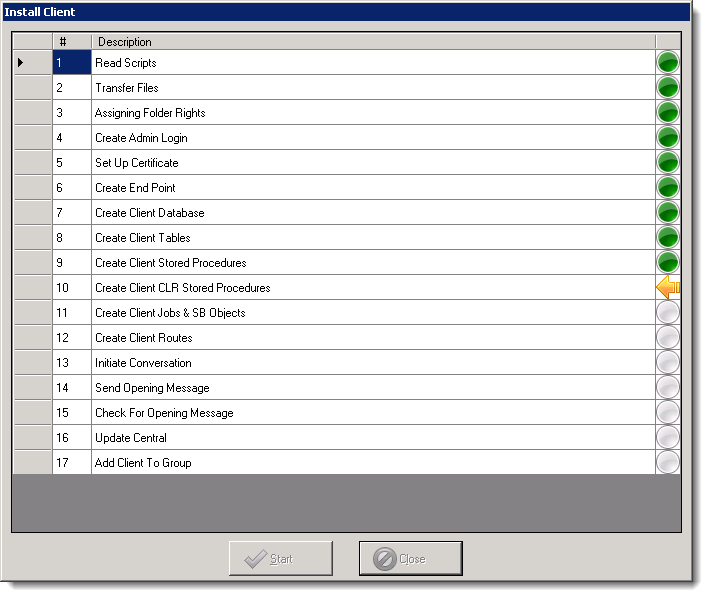 Install Client
# Description
1 Read Scripts
2 Transfer Files
3 Assigning Folder Rights
4 Create Admin Login
5 Set Up Certificate
6 Create End Point
7 Create Client Database
8 Create Client Tables
9 Create Client Stored Procedures
10 Create Client CLR Stored Procedures
11 Create Client Jobs & SB Objects
12 Create Client Routes
13 Initiate Conversation
14 Send Opening Message
15 Check For Opening Message
16 Update Central
17 Add Client To Group
Start Close